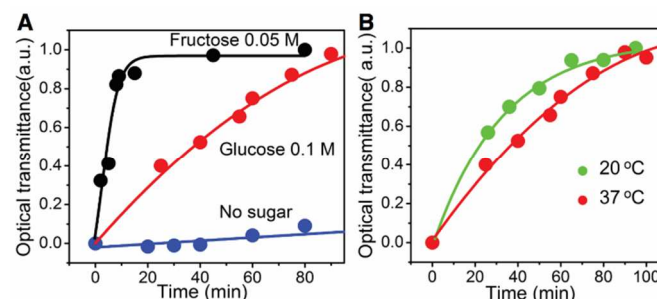 A
Optical transmittance(a.u.)
1.0
0.8
0.6
0.4
0.2
0.0
Fructose 0.05 M
Glucose 0.1 M
No sugar
0 20 40 60 80
Time (min)
B
Optical transmittance( a.u.)
1.0
0.8
0.6
0.4
0.2
0.0
20 °C
37 °C
0 20 40 60 80 100
Time (min)